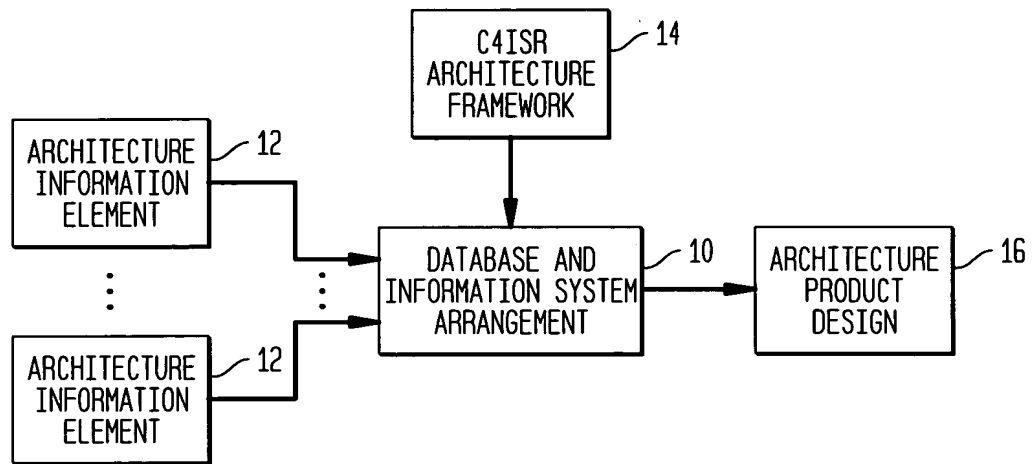 C4ISR
ARCHITECTURE
FRAMEWORK
14
ARCHITECTURE
INFORMATION
ELEMENT
12
DATABASE AND
INFORMATION SYSTEM
ARRANGEMENT
10
ARCHITECTURE
PRODUCT
DESIGN
16
ARCHITECTURE
INFORMATION
ELEMENT
12